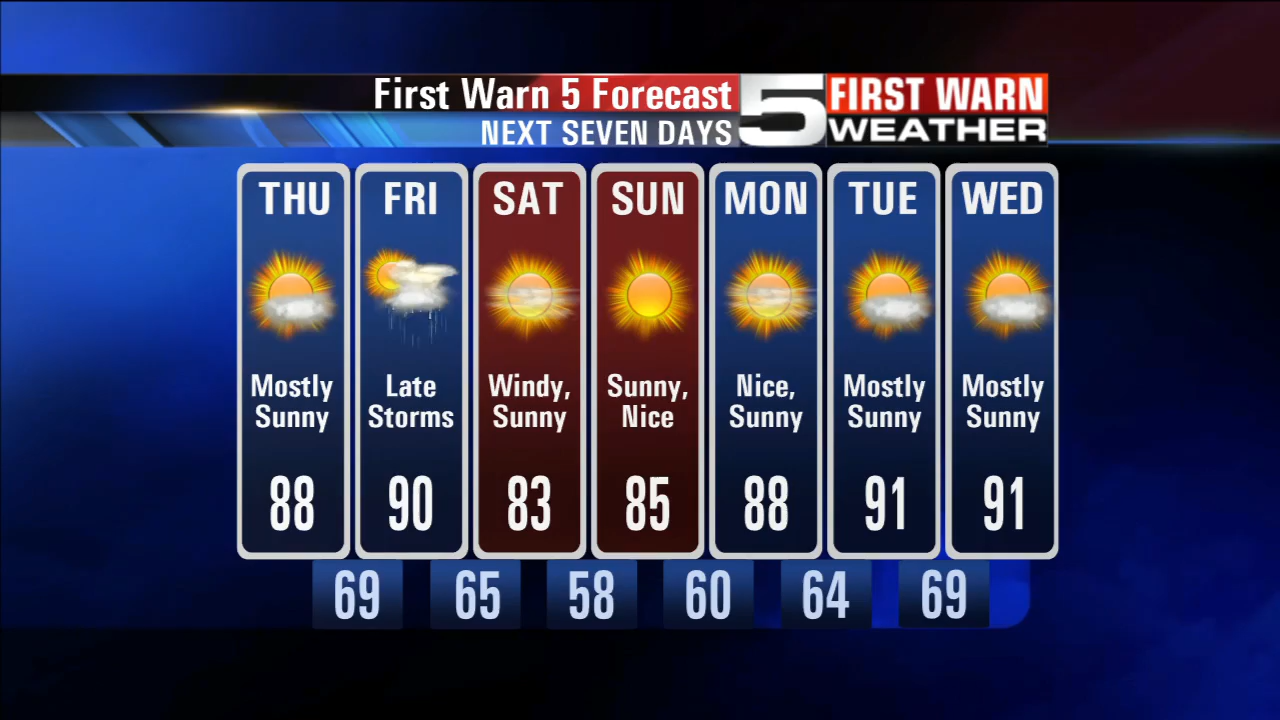 First Warn 5 Forecast
NEXT SEVEN DAYS
5
FIRST WARN
WEATHER
THU
Mostly
Sunny
88
FRI
Late
Storms
90
SAT
Windy,
Sunny
83
SUN
Sunny,
Nice
85
MON
Nice,
Sunny
88
TUE
Mostly
Sunny
91
WED
Mostly
Sunny
91
69
65
58
60
64
69